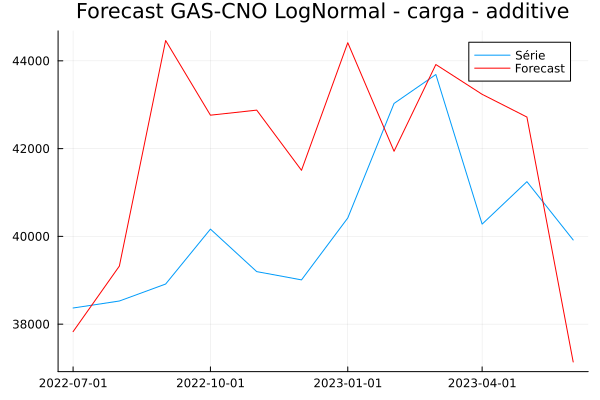 Forecast GAS-CNO LogNormal - carga - additive
Série
Forecast
44000
42000
40000
38000
2022-07-01
2022-10-01
2023-01-01
2023-04-01